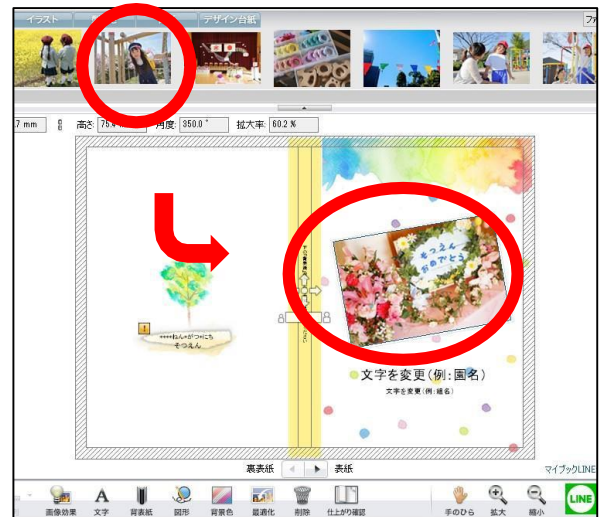 イラスト
デザイン台紙
.7 mm 高さ 75.4 角度: 350.0 ° 拡大率: 60.2 %
そつえん
おめでとう
****ねん*がつ*にち
そつえん
文字を変更(例:園名)
文字を変更(例:組名)
裏表紙 表紙
マイブックLINE
画像効果 文字 背表紙 図形 背景色 最適化 削除 仕上がり確認 手のひら 拡大 縮小
LINE